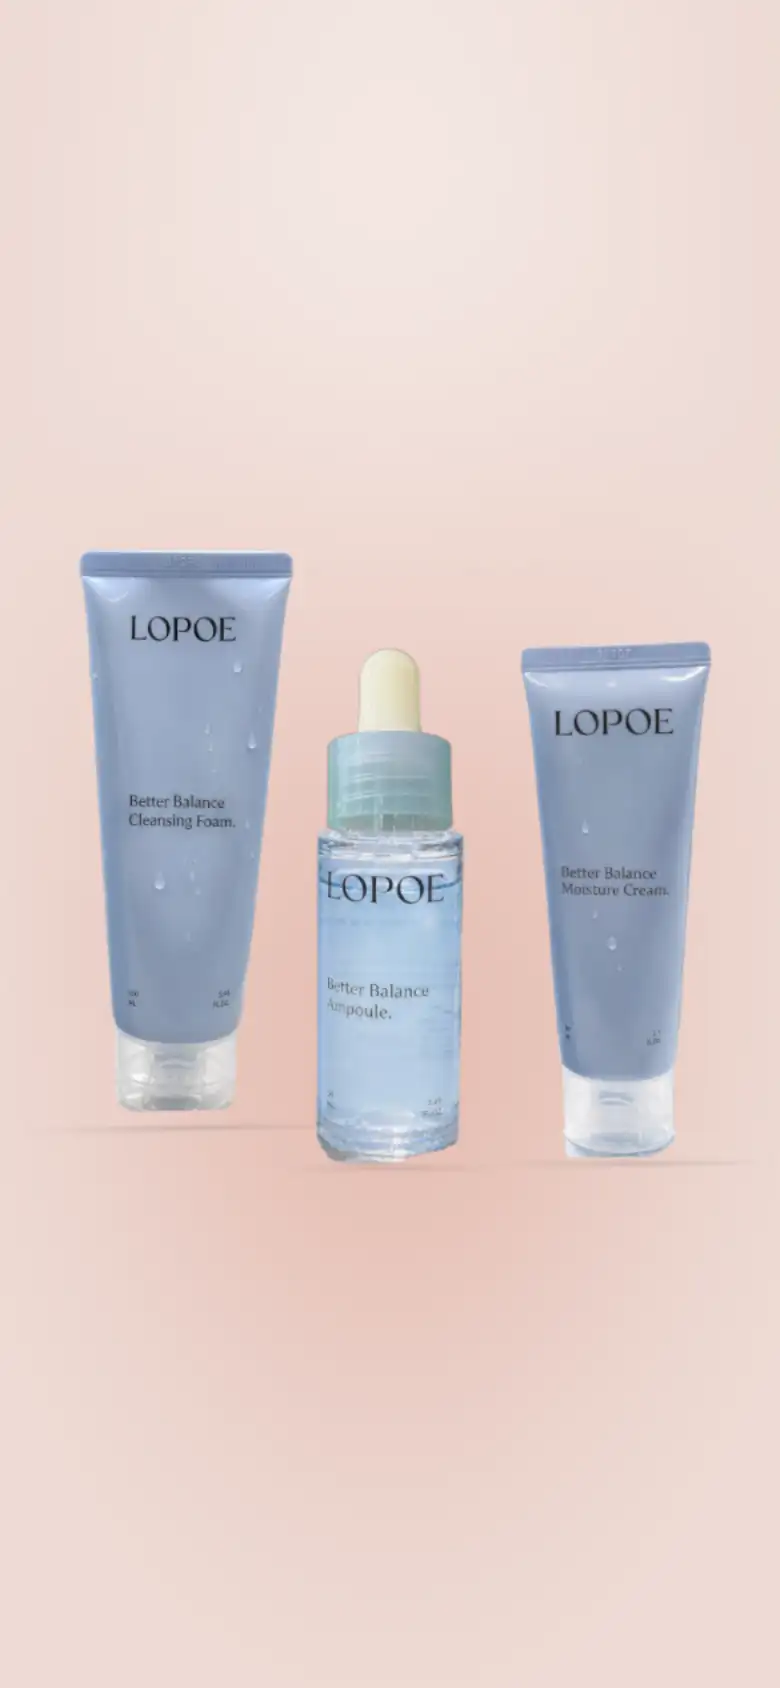 LOPOE
Better Balance
Cleansing Foam.
LOPOE
Better Balance
Ampoule.
LOPOE
Better Balance
Moisture Cream.